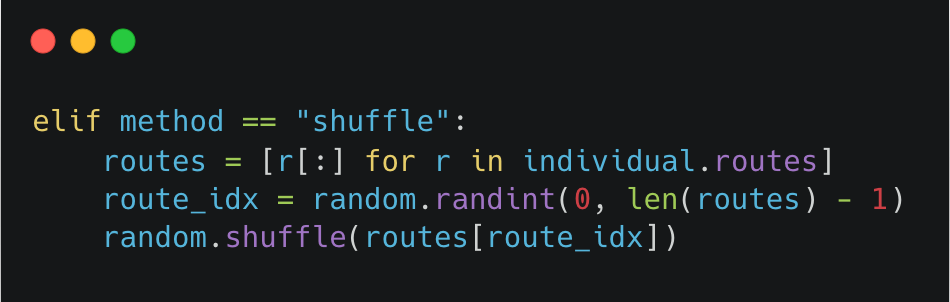 elif method == "shuffle":
    routes = [r[:] for r in individual.routes]
    route_idx = random.randint(0, len(routes) - 1)
    random.shuffle(routes[route_idx])